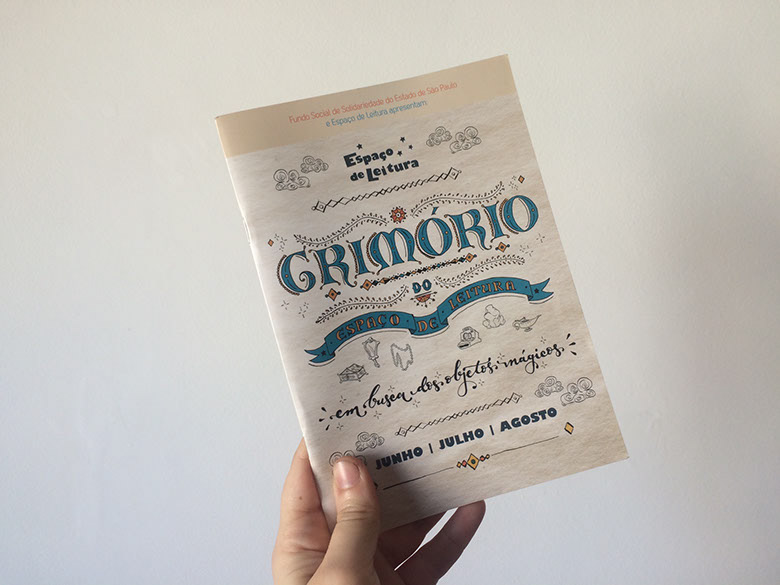 Fundo Social de Solidariedade do Estado de São Paulo
e Espaço de Leitura apresentam
Espaço
de Leitura
GRIMÓRIO
DO
ESPAÇO DE LEITURA
em busca dos objetos mágicos
JUNHO | JULHO | AGOSTO